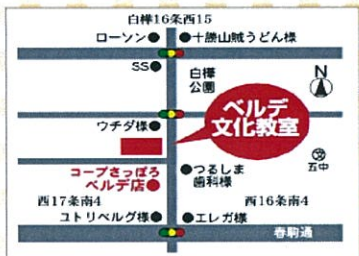 白樺16条西15
ローソン●
●十勝山賊うどん様
SS●
白樺
公園
N
ベルデ
文化教室
ウチダ様●
文
五中
コープさっぽろ
ベルデ店●
●つるしま
歯科様
西17条南4
西16条南4
ユトリベルグ様●
●エレガ様
春駒通